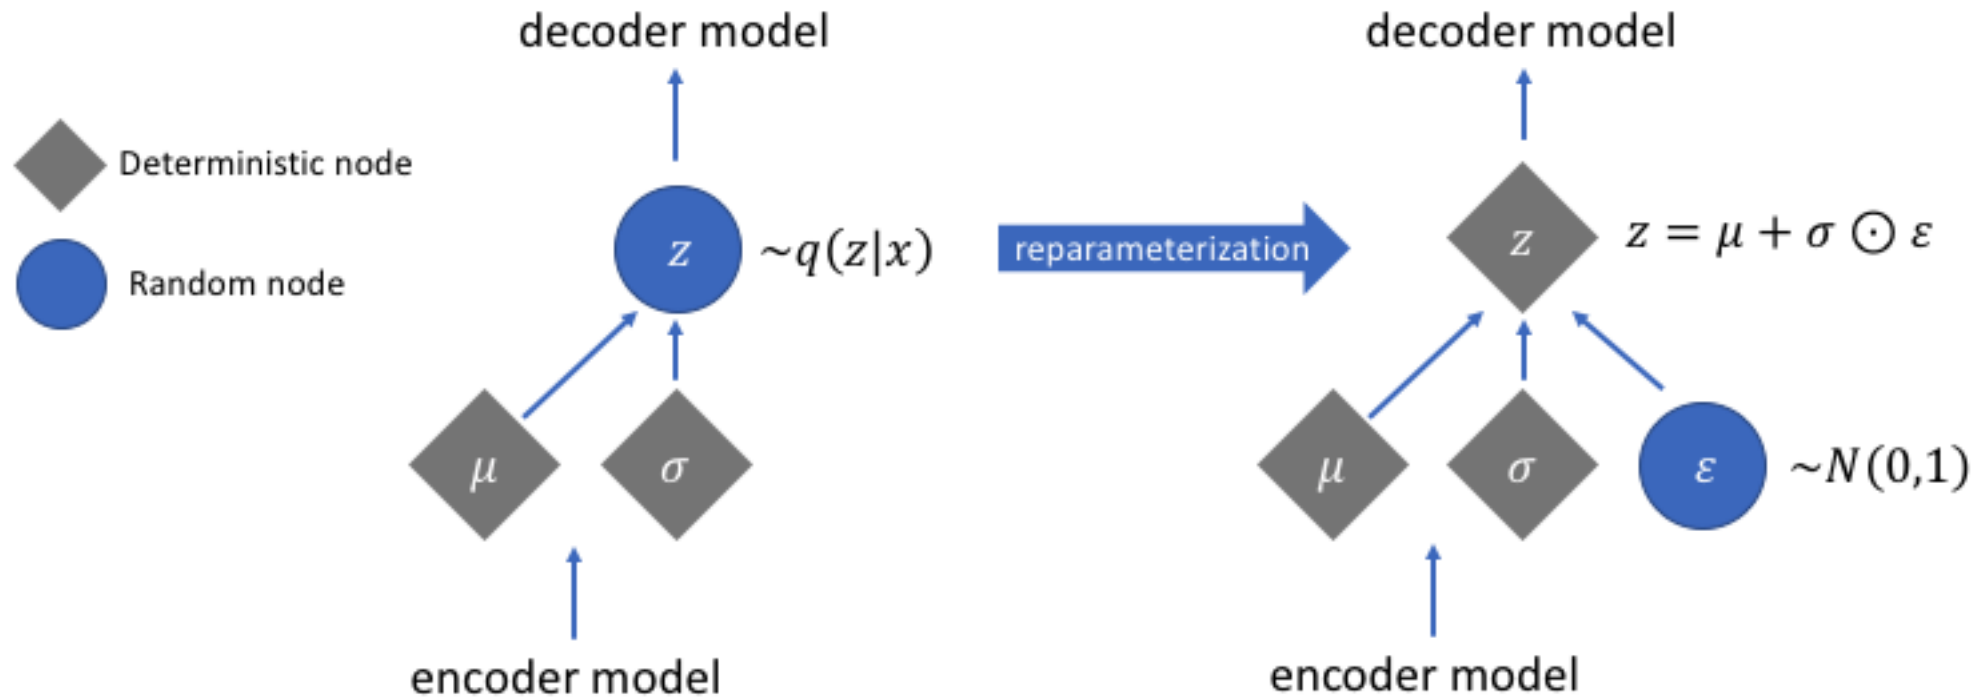 decoder model
decoder model
Deterministic node
Random node
z
~q(z|x)
reparameterization
z
z = μ + σ ⊙ ε
μ
σ
μ
σ
ε
~N(0,1)
encoder model
encoder model